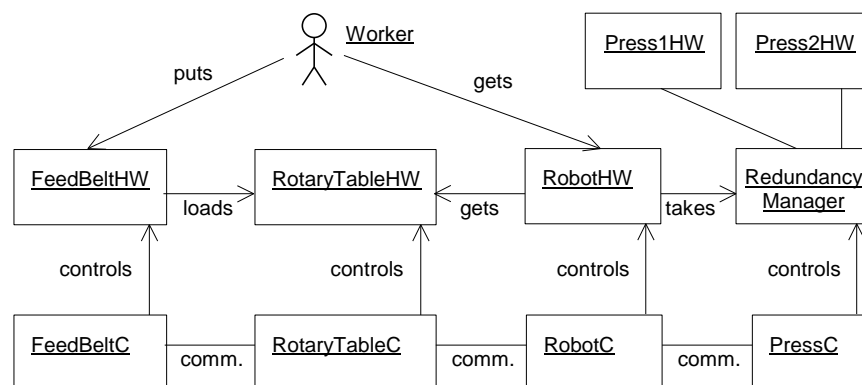 Worker
Press1HW
Press2HW
puts
gets
FeedBeltHW
RotaryTableHW
RobotHW
Redundancy
Manager
loads
gets
takes
controls
controls
controls
controls
FeedBeltC
RotaryTableC
RobotC
PressC
comm.
comm.
comm.